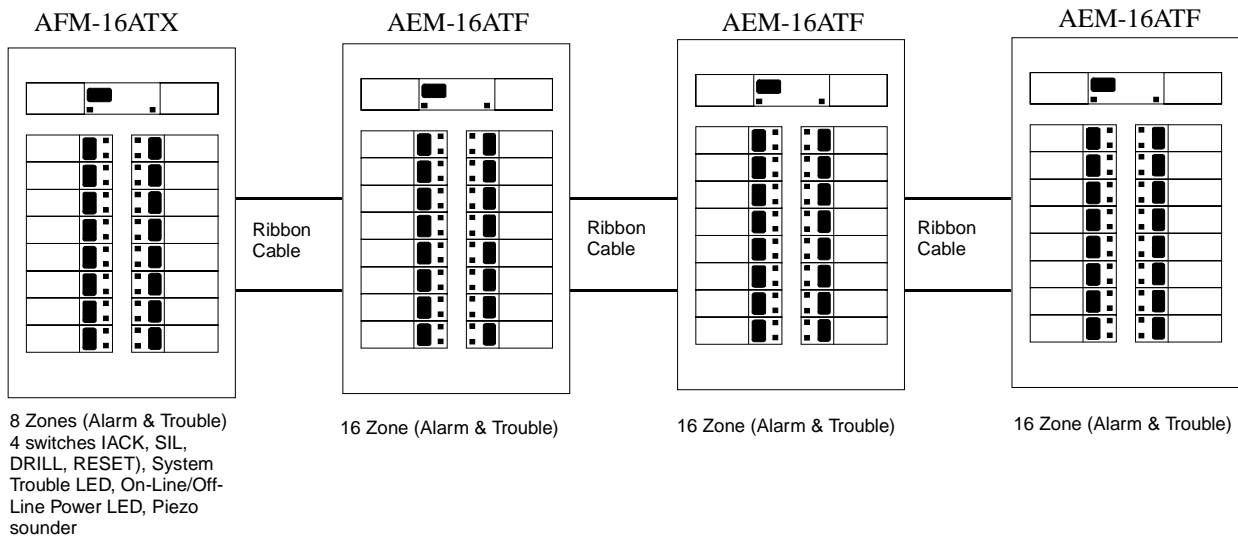 AFM-16ATX
AEM-16ATF
AEM-16ATF
AEM-16ATF
Ribbon
Cable
Ribbon
Cable
Ribbon
Cable
8 Zones (Alarm & Trouble)
4 switches IACK, SIL,
DRILL, RESET), System
Trouble LED, On-Line/Off-
Line Power LED, Piezo
sounder
16 Zone (Alarm & Trouble)
16 Zone (Alarm & Trouble)
16 Zone (Alarm & Trouble)